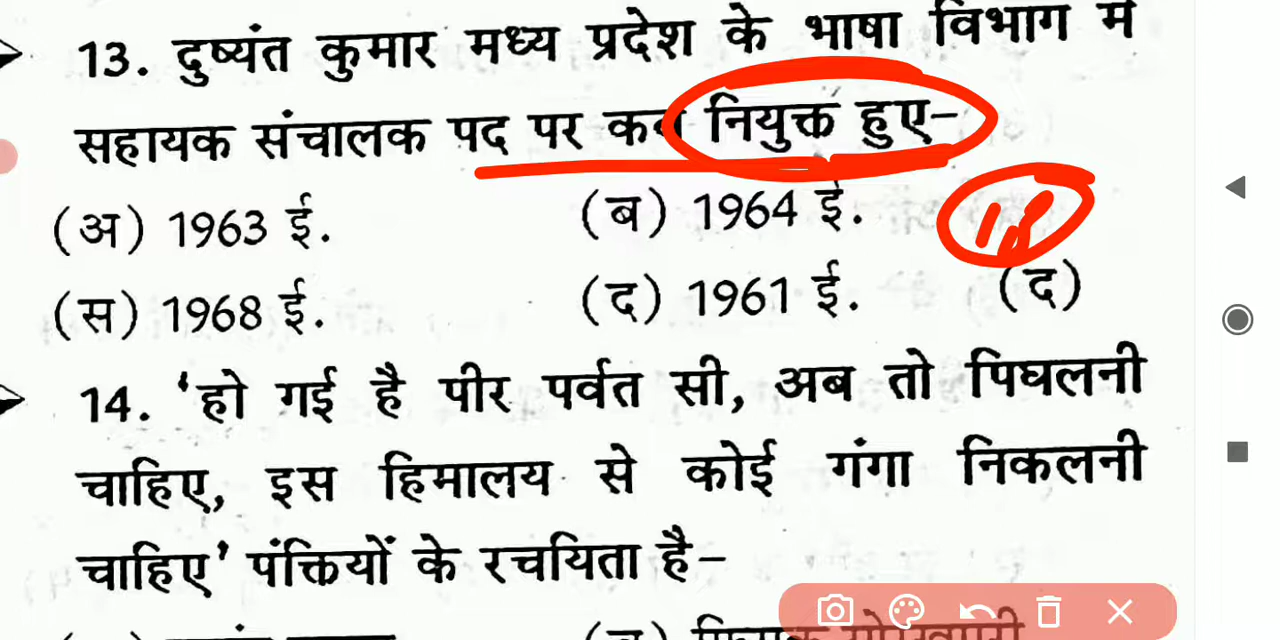 13. दुष्यंत कुमार मध्य प्रदेश के भाषा विभाग में
सहायक संचालक पद पर कब नियुक्त हुए–
(अ) 1963 ई. (ब) 1964 ई.
(स) 1968 ई. (द) 1961 ई. (द)
14. ‘हो गई है पीर पर्वत सी, अब तो पिघलनी
चाहिए, इस हिमालय से कोई गंगा निकलनी
चाहिए’ पंक्तियों के रचयिता है–